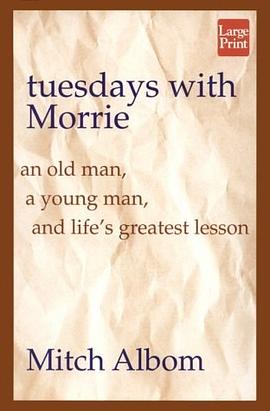 Large
Print
tuesdays with
Morrie
an old man,
a young man,
and life's greatest lesson
Mitch Albom